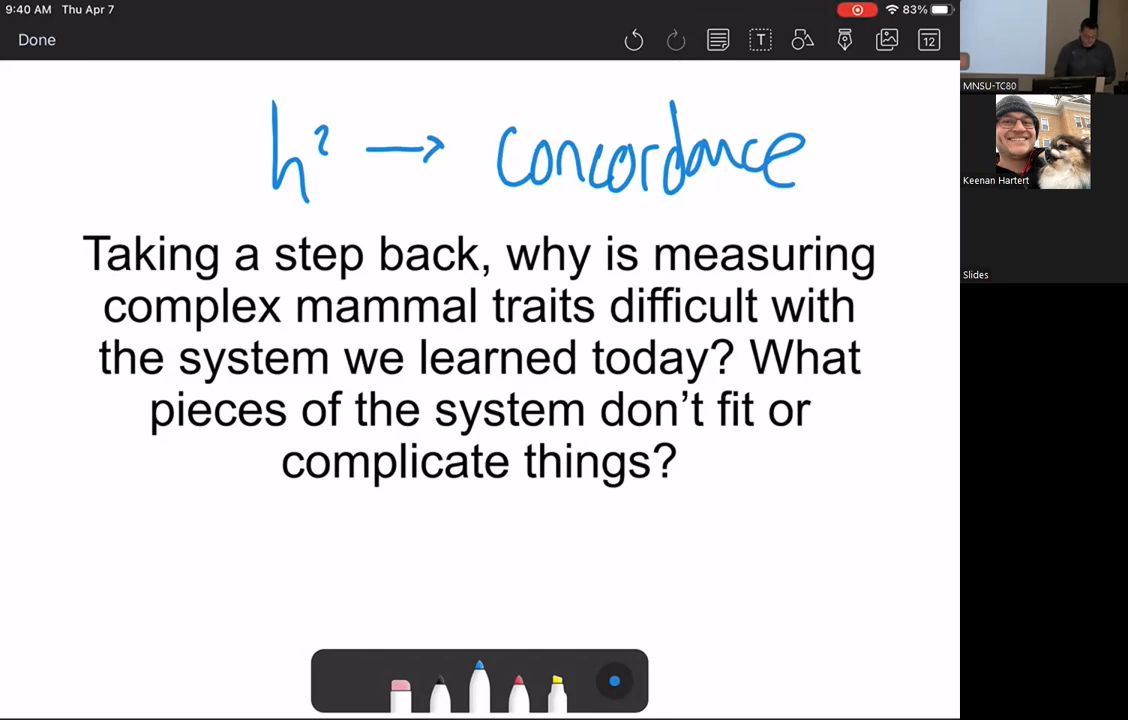 9:40 AM Thu Apr 7 83%
Done T 12
MNSU-TC80
h² → concordance
Keenan Hartert
Taking a step back, why is measuring
complex mammal traits difficult with
the system we learned today? What
pieces of the system don’t fit or
complicate things?
Slides